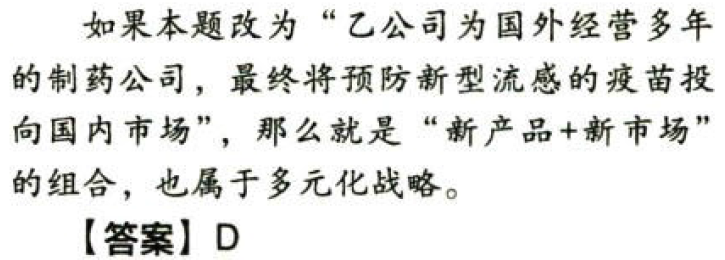 如果本题改为“乙公司为国外经营多年
的制药公司，最终将预防新型流感的疫苗投
向国内市场”，那么就是“新产品+新市场”
的组合，也属于多元化战略。
【答案】D